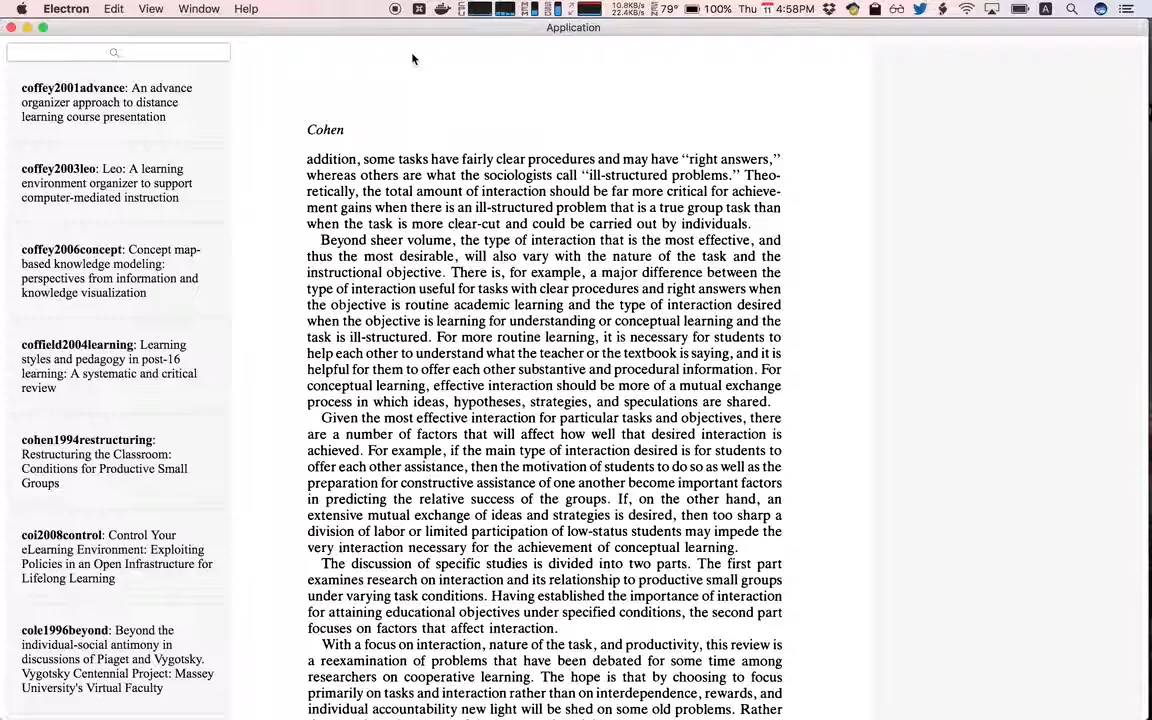 Electron Edit View Window Help
10.8KB/s
22.4KB/s
79° 100% Thu 11 4:58PM
Application
coffey2001advance: An advance
organizer approach to distance
learning course presentation
coffey2003leo: Leo: A learning
environment organizer to support
computer-mediated instruction
coffey2006concept: Concept map-
based knowledge modeling:
perspectives from information and
knowledge visualization
coffield2004learning: Learning
styles and pedagogy in post-16
learning: A systematic and critical
review
cohen1994restructuring:
Restructuring the Classroom:
Conditions for Productive Small
Groups
coi2008control: Control Your
eLearning Environment: Exploiting
Policies in an Open Infrastructure for
Lifelong Learning
cole1996beyond: Beyond the
individual-social antimony in
discussions of Piaget and Vygotsky.
Vygotsky Centennial Project: Massey
University's Virtual Faculty
Cohen
addition, some tasks have fairly clear procedures and may have “right answers,”
whereas others are what the sociologists call “ill-structured problems.” Theo-
retically, the total amount of interaction should be far more critical for achieve-
ment gains when there is an ill-structured problem that is a true group task than
when the task is more clear-cut and could be carried out by individuals.
Beyond sheer volume, the type of interaction that is the most effective, and
thus the most desirable, will also vary with the nature of the task and the
instructional objective. There is, for example, a major difference between the
type of interaction useful for tasks with clear procedures and right answers when
the objective is routine academic learning and the type of interaction desired
when the objective is learning for understanding or conceptual learning and the
task is ill-structured. For more routine learning, it is necessary for students to
help each other to understand what the teacher or the textbook is saying, and it is
helpful for them to offer each other substantive and procedural information. For
conceptual learning, effective interaction should be more of a mutual exchange
process in which ideas, hypotheses, strategies, and speculations are shared.
Given the most effective interaction for particular tasks and objectives, there
are a number of factors that will affect how well that desired interaction is
achieved. For example, if the main type of interaction desired is for students to
offer each other assistance, then the motivation of students to do so as well as the
preparation for constructive assistance of one another become important factors
in predicting the relative success of the groups. If, on the other hand, an
extensive mutual exchange of ideas and strategies is desired, then too sharp a
division of labor or limited participation of low-status students may impede the
very interaction necessary for the achievement of conceptual learning.
The discussion of specific studies is divided into two parts. The first part
examines research on interaction and its relationship to productive small groups
under varying task conditions. Having established the importance of interaction
for attaining educational objectives under specified conditions, the second part
focuses on factors that affect interaction.
With a focus on interaction, nature of the task, and productivity, this review is
a reexamination of problems that have been debated for some time among
researchers on cooperative learning. The hope is that by choosing to focus
primarily on tasks and interaction rather than on interdependence, rewards, and
individual accountability new light will be shed on some old problems. Rather